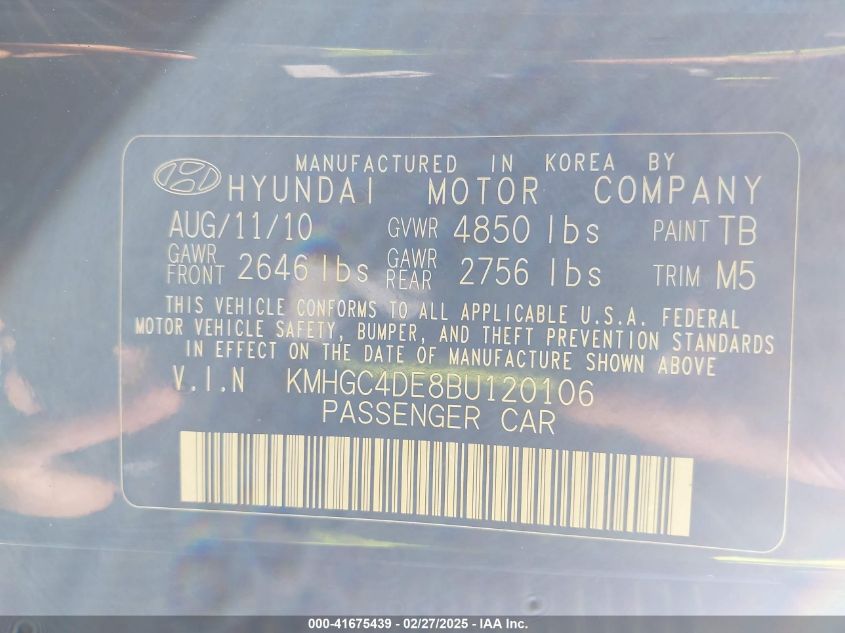 MANUFACTURED IN KOREA BY
HYUNDAI MOTOR COMPANY
AUG/11/10 GVWR 4850 lbs PAINT TB
GAWR FRONT 2646 lbs GAWR REAR 2756 lbs TRIM M5
THIS VEHICLE CONFORMS TO ALL APPLICABLE U.S.A. FEDERAL
MOTOR VEHICLE SAFETY, BUMPER, AND THEFT PREVENTION STANDARDS
IN EFFECT ON THE DATE OF MANUFACTURE SHOWN ABOVE
V.I.N KMHGC4DE8BU120106
PASSENGER CAR
000-41675439 - 02/27/2025 - IAA Inc.